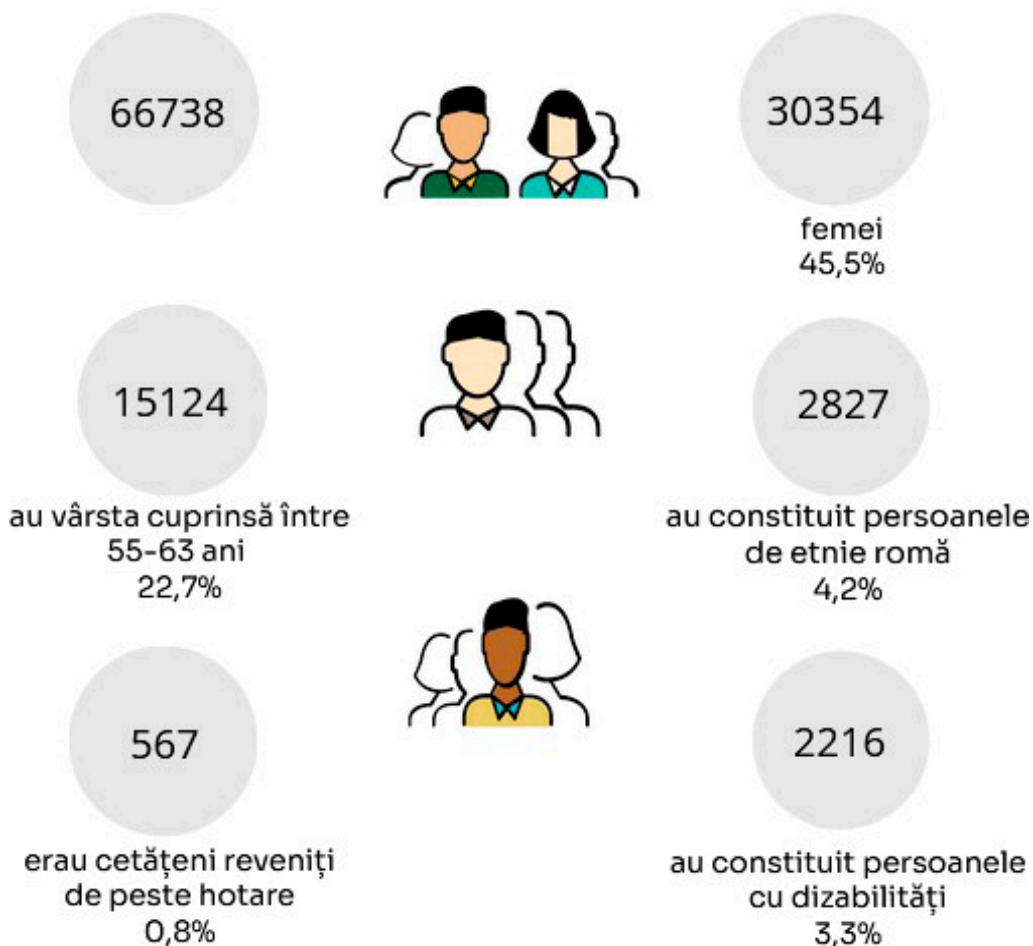 66738
30354
femei
45,5%
15124
au vârsta cuprinsă între
55-63 ani
22,7%
2827
au constituit persoanele
de etnie romă
4,2%
567
erau cetățeni reveniți
de peste hotare
0,8%
2216
au constituit persoanele
cu dizabilități
3,3%